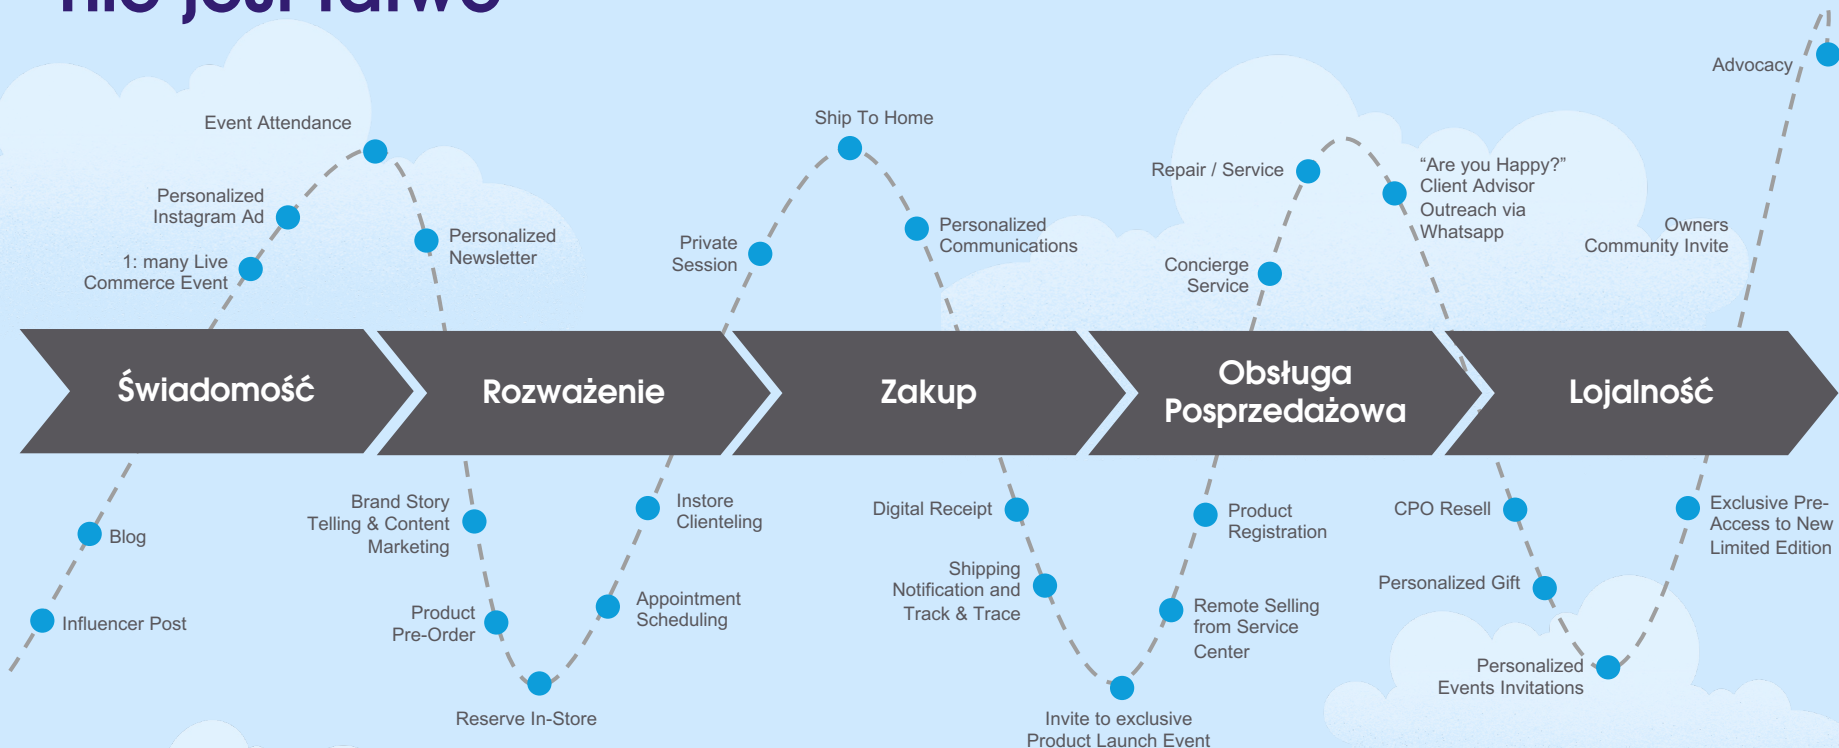 nie jest łatwo
Advocacy
Event Attendance
Ship To Home
Personalized
Instagram Ad
Personalized
Newsletter
1: many Live
Commerce Event
Private
Session
Personalized
Communications
Repair / Service
“Are you Happy?”
Client Advisor
Outreach via
Whatsapp
Concierge
Service
Owners
Community Invite
Świadomość
Rozważenie
Zakup
Obsługa
Posprzedażowa
Lojalność
Blog
Influencer Post
Brand Story
Telling & Content
Marketing
Product
Pre-Order
Reserve In-Store
Instore
Clienteling
Appointment
Scheduling
Digital Receipt
Shipping
Notification and
Track & Trace
Invite to exclusive
Product Launch Event
Product
Registration
Remote Selling
from Service
Center
CPO Resell
Personalized Gift
Personalized
Events Invitations
Exclusive Pre-
Access to New
Limited Edition